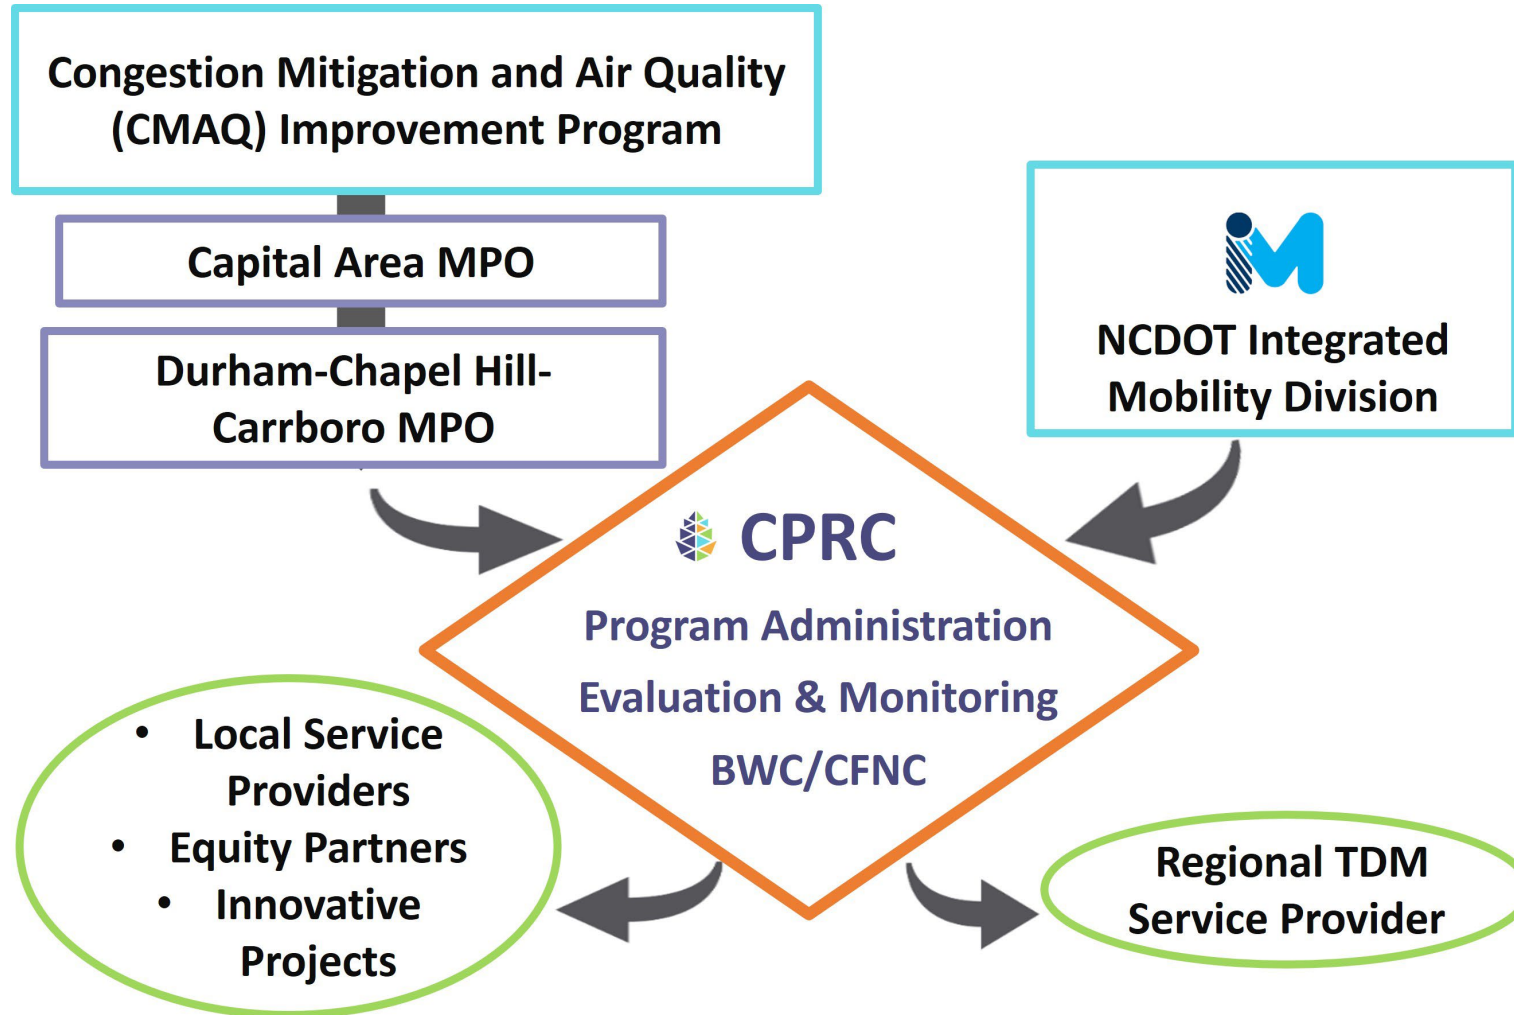 Congestion Mitigation and Air Quality
(CMAQ) Improvement Program
Capital Area MPO
Durham-Chapel Hill-
Carrboro MPO
iM
NCDOT Integrated
Mobility Division
CPRC
Program Administration
Evaluation & Monitoring
BWC/CFNC
• Local Service
Providers
• Equity Partners
• Innovative
Projects
Regional TDM
Service Provider